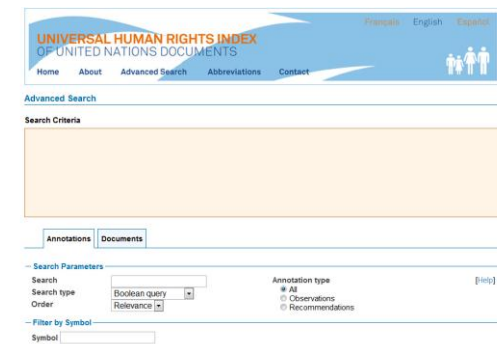 Français English Español
UNIVERSAL HUMAN RIGHTS INDEX
OF UNITED NATIONS DOCUMENTS
Home About Advanced Search Abbreviations Contact
Advanced Search
Search Criteria
Annotations Documents
Search Parameters
Search
Annotation type [Help]
Search type Boolean query All
Order Relevance Observations
Recommendations
Filter by Symbol
Symbol